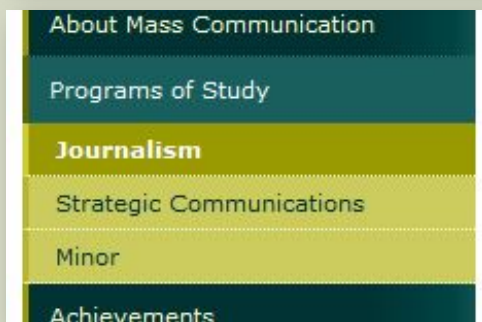 About Mass Communication
Programs of Study
Journalism
Strategic Communications
Minor
Achievements